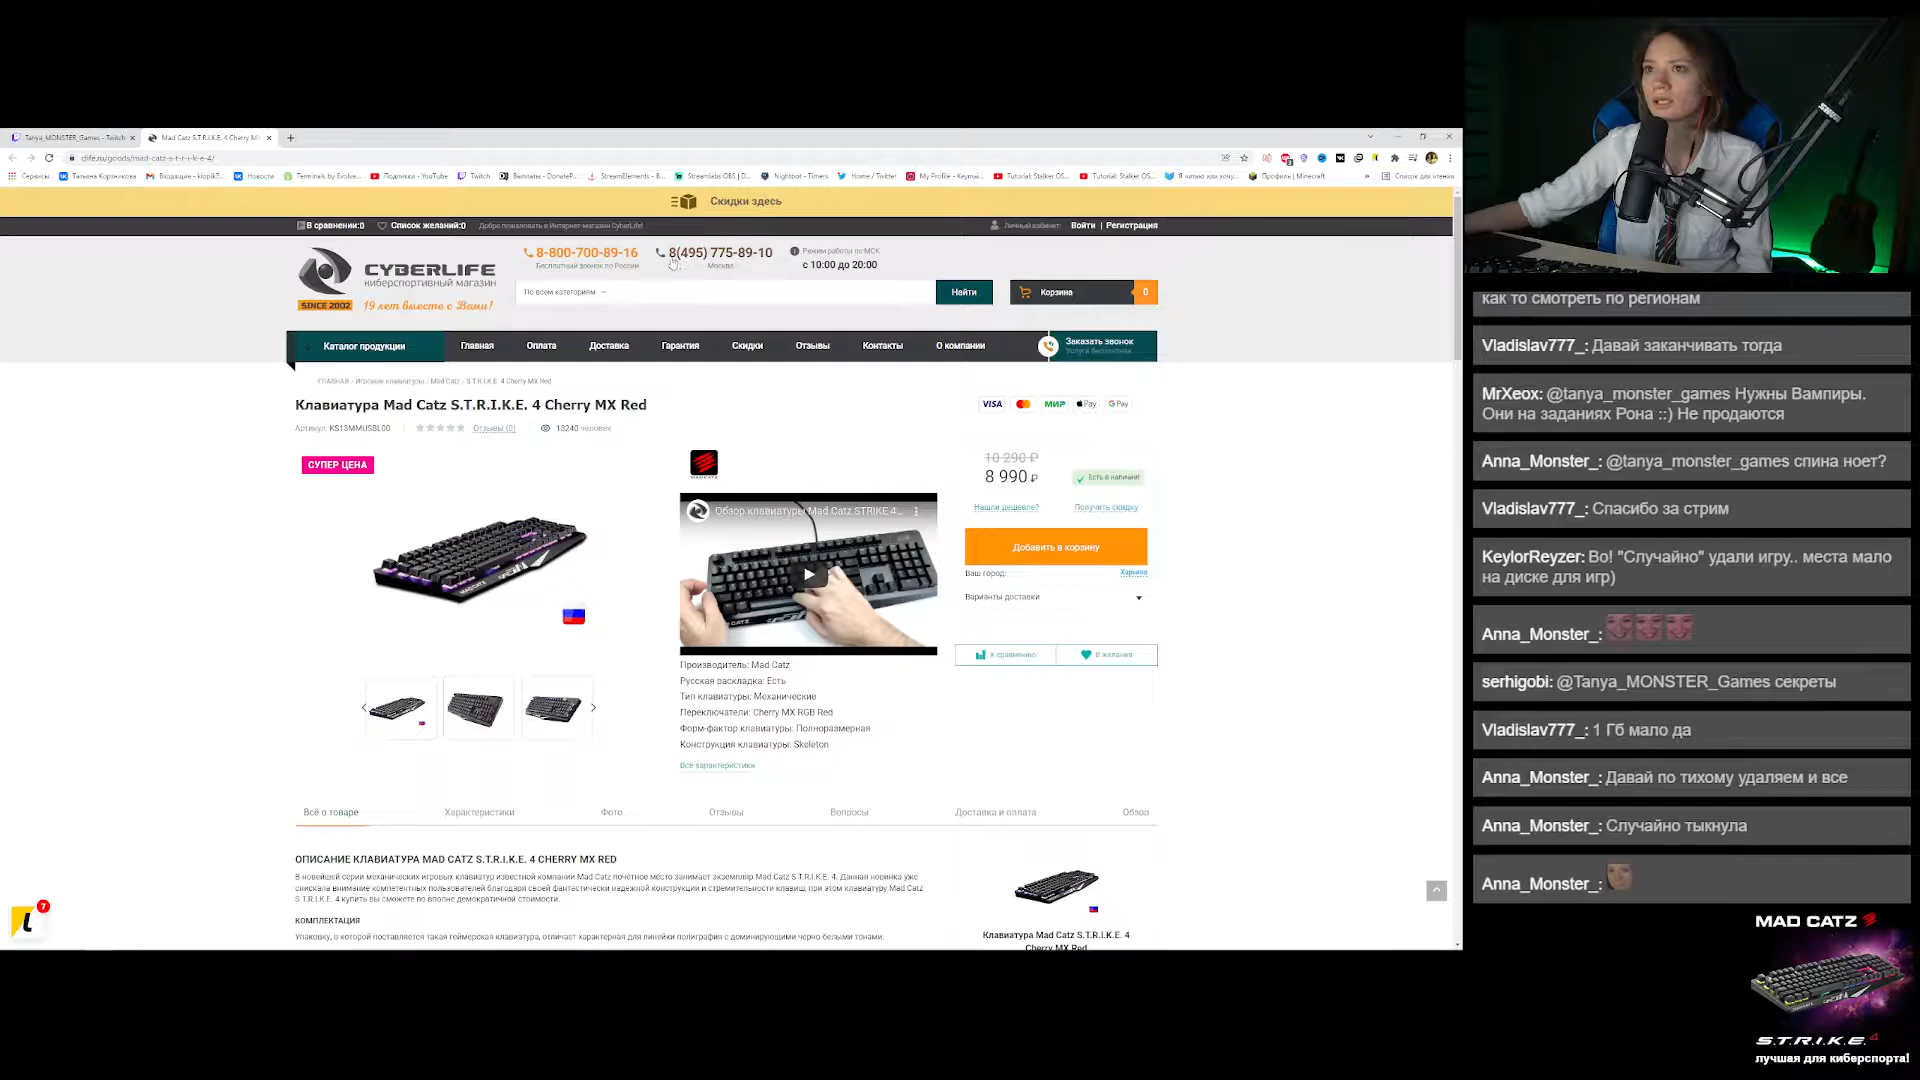 Tanya_MONSTER_Games - Twitch
Mad Catz S.T.R.I.K.E. 4 Cherry M
clife.ru/goods/mad-catz-s-t-r-i-k-e-4/
Сервисы
Татьяна Корякикова
Входящие - klopik7...
Новости
Terminals by Evolve...
Подписки - YouTube
Twitch
Выплаты - DonateP...
StreamElements - B...
Streamlabs OBS | D...
Nightbot - Timers
Home / Twitter
My Profile - Keymai...
Tutorial: Stalker OS...
Tutorial: Stalker OS...
Я читаю или хочу...
Профиль | Minecraft
»
Список для чтения
Скидки здесь
В сравнении:0
Список желаний:0
Добро пожаловать в Интернет-магазин CyberLife!
Личный кабинет:
Войти | Регистрация
CYBERLIFE
киберспортивный магазин
SINCE 2002
19 лет вместе с Вами!
8-800-700-89-16
Бесплатный звонок по России
8(495) 775-89-10
Москва
Режим работы по МСК
с 10:00 до 20:00
По всем категориям
Найти
Корзина
0
Каталог продукции
Главная
Оплата
Доставка
Гарантия
Скидки
Отзывы
Контакты
О компании
Заказать звонок
Услуга бесплатная
ГЛАВНАЯ / Игровые клавиатуры / Mad Catz / S.T.R.I.K.E. 4 Cherry MX Red
Клавиатура Mad Catz S.T.R.I.K.E. 4 Cherry MX Red
VISA
МИР
Pay
G Pay
Артикул: KS13MMUSBL00
Отзывы (0)
13240 человек
СУПЕР ЦЕНА
MADCATZ
10 290 ₽
8 990 ₽
Есть в наличии!
Нашли дешевле?
Получить скидку
Обзор клавиатуры Mad Catz STRIKE 4...
Добавить в корзину
Ваш город:
Харьков
Варианты доставки
К сравнению
В желания
Производитель: Mad Catz
Русская раскладка: Есть
Тип клавиатуры: Механические
Переключатели: Cherry MX RGB Red
Форм-фактор клавиатуры: Полноразмерная
Конструкция клавиатуры: Skeleton
Все характеристики
Всё о товаре
Характеристики
Фото
Отзывы
Вопросы
Доставка и оплата
Обзор
ОПИСАНИЕ КЛАВИАТУРА MAD CATZ S.T.R.I.K.E. 4 CHERRY MX RED
В новейшей серии механических игровых клавиатур известной компании Mad Catz почетное место занимает экземпляр Mad Catz S.T.R.I.K.E. 4. Данная новинка уже
снискала внимание компетентных пользователей благодаря своей фантастически надежной конструкции и стремительности клавиш, при этом клавиатуру Mad Catz
S.T.R.I.K.E. 4 купить вы сможете по вполне демократичной стоимости.
КОМПЛЕКТАЦИЯ
Упаковку, в которой поставляется такая геймерская клавиатура, отличает характерная для линейки полиграфия с доминирующими черно-белыми тонами.
Клавиатура Mad Catz S.T.R.I.K.E. 4
Cherry MX Red
7
как то смотреть по регионам
Vladislav777_: Давай заканчивать тогда
MrXeox: @tanya_monster_games Нужны Вампиры.
Они на заданиях Рона ::) Не продаются
Anna_Monster_: @tanya_monster_games спина ноет?
Vladislav777_: Спасибо за стрим
KeylorReyzer: Во! "Случайно" удали игру.. места мало
на диске для игр)
Anna_Monster_:
serhigobi: @Tanya_MONSTER_Games секреты
Vladislav777_: 1 Гб мало да
Anna_Monster_: Давай по тихому удаляем и все
Anna_Monster_: Случайно тыкнула
Anna_Monster_:
MAD CATZ
S.T.R.I.K.E. 4
лучшая для киберспорта!